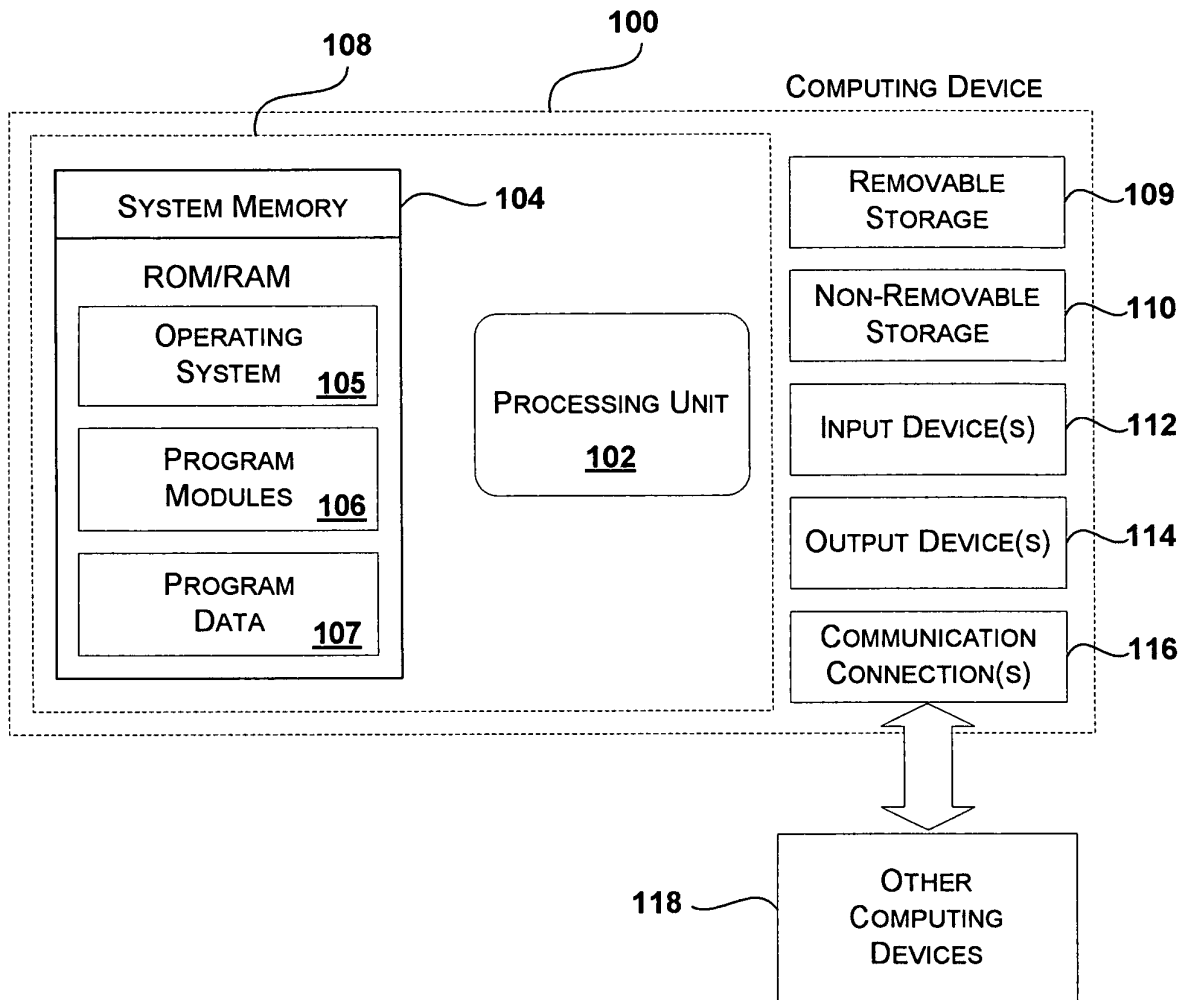 100
108
COMPUTING DEVICE
SYSTEM MEMORY
104
ROM/RAM
OPERATING
SYSTEM
105
PROGRAM
MODULES
106
PROGRAM
DATA
107
PROCESSING UNIT
102
REMOVABLE
STORAGE
109
NON-REMOVABLE
STORAGE
110
INPUT DEVICE(S)
112
OUTPUT DEVICE(S)
114
COMMUNICATION
CONNECTION(S)
116
118
OTHER
COMPUTING
DEVICES